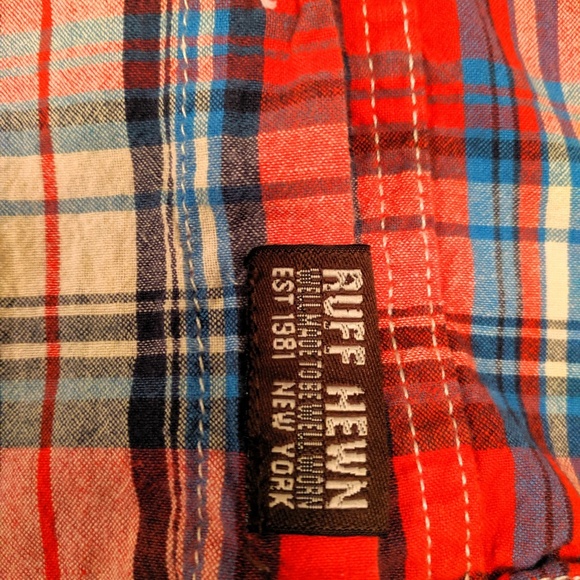 RUFF HEWN
WELL MADE TO BE WELL WORN
EST 1981 NEW YORK